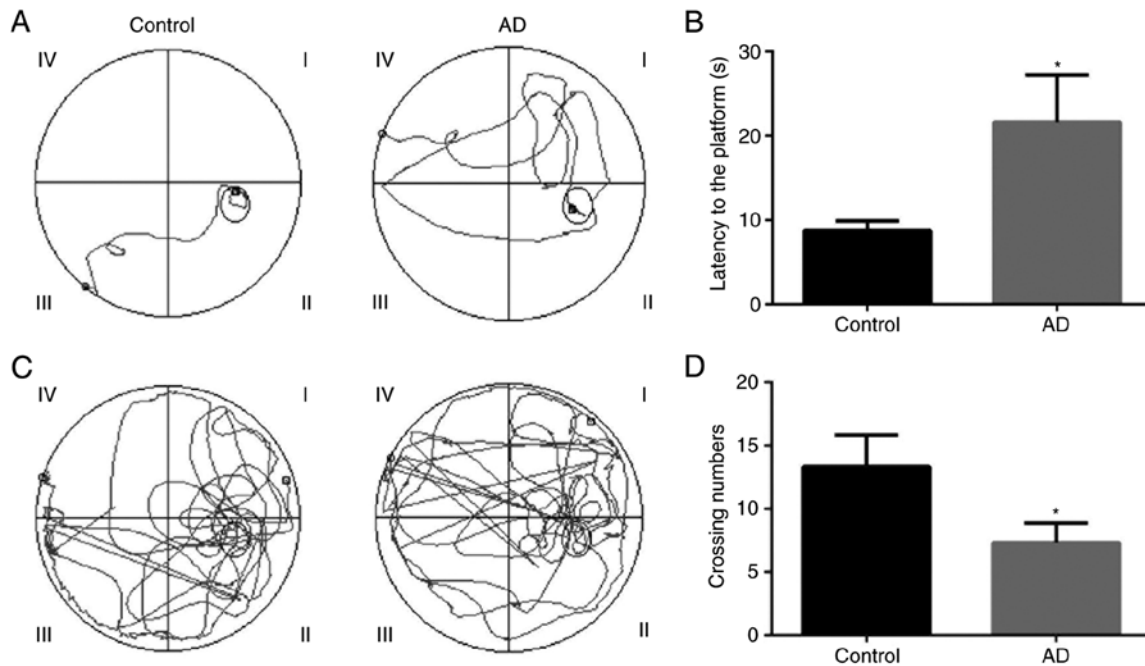 A
Control
AD
IV
I
III
II
IV
I
III
II
B
Latency to the platform (s)
30
20
10
0
*
Control
AD
C
IV
I
III
II
IV
I
III
II
D
Crossing numbers
20
15
10
5
0
*
Control
AD